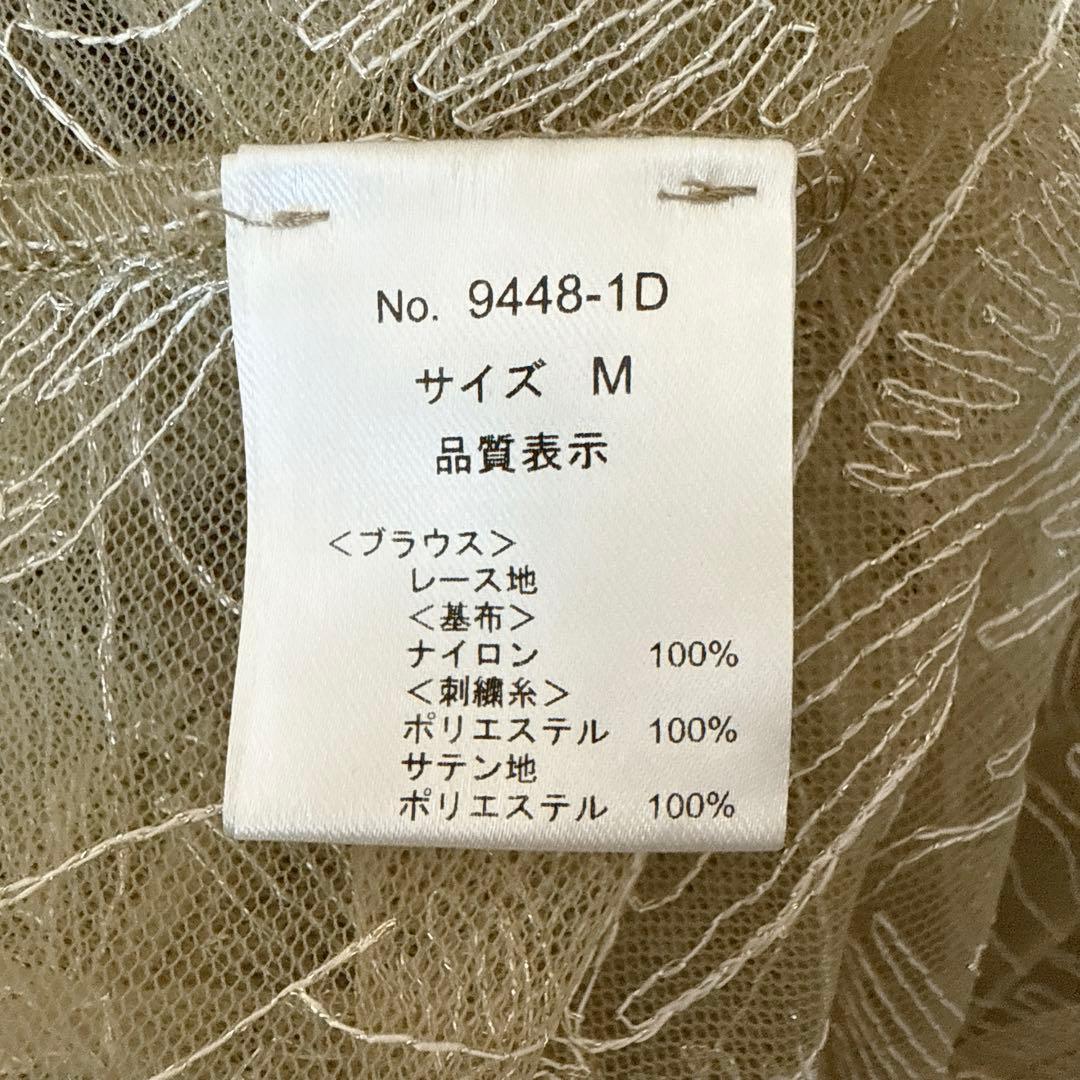 No. 9448-1D
サイズ M
品質表示
＜ブラウス＞
レース地
＜基布＞
ナイロン 100%
＜刺繍糸＞
ポリエステル 100%
サテン地
ポリエステル 100%